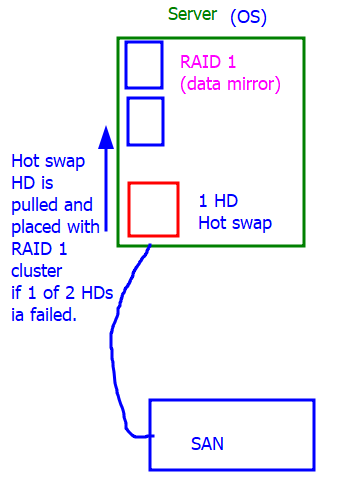 Server (OS)
RAID 1
(data mirror)
Hot swap
HD is
pulled and
placed with
RAID 1
cluster
if 1 of 2 HDs
ia failed.
1 HD
Hot swap
SAN